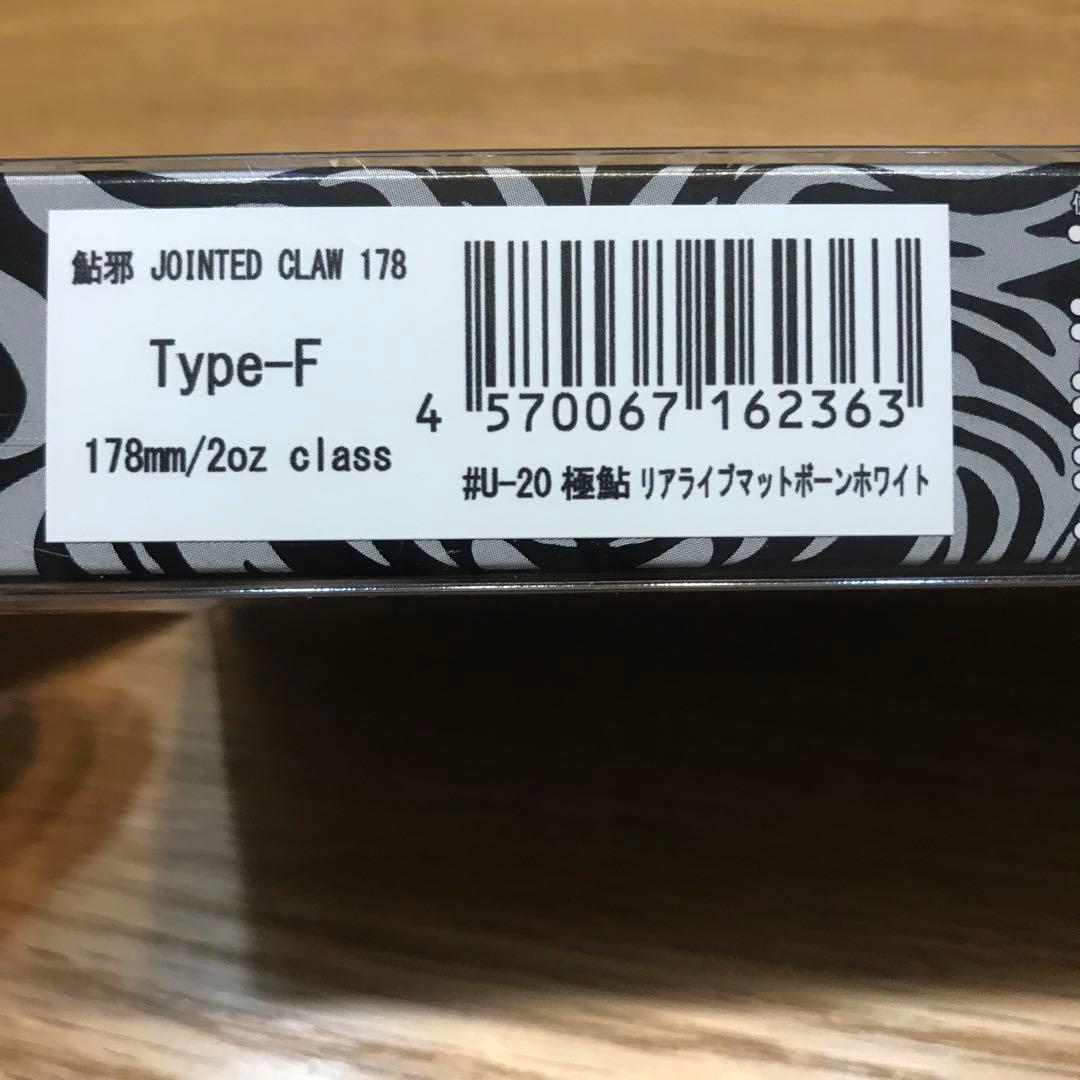 鮎邪 JOINTED CLAW 178
Type-F
178mm/2oz class
4 570067 162363
#U-20 極鮎 リアライブマットボーンホワイト